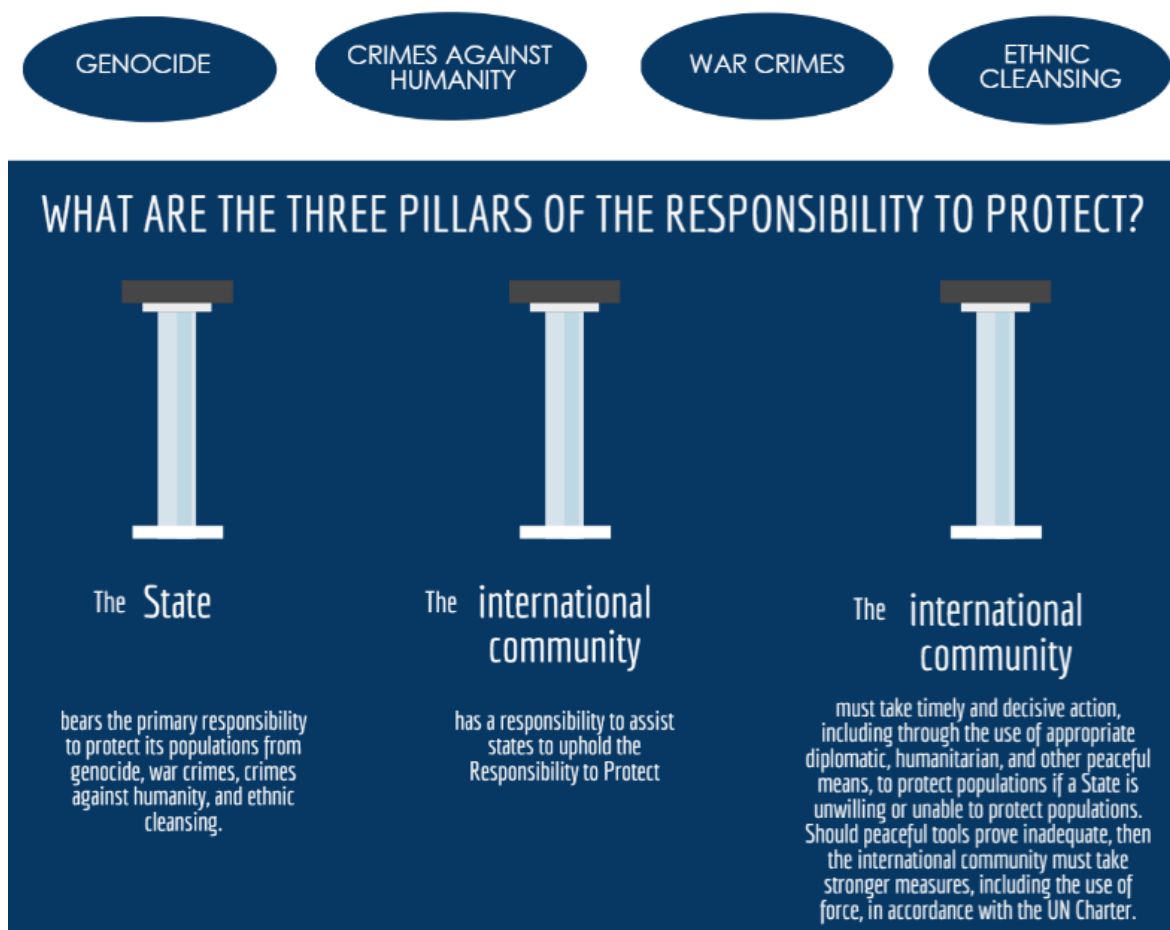 GENOCIDE
CRIMES AGAINST
HUMANITY
WAR CRIMES
ETHNIC
CLEANSING
WHAT ARE THE THREE PILLARS OF THE RESPONSIBILITY TO PROTECT?
The State
bears the primary responsibility
to protect its populations from
genocide, war crimes, crimes
against humanity, and ethnic
cleansing.
The international
community
has a responsibility to assist
states to uphold the
Responsibility to Protect
The international
community
must take timely and decisive action,
including through the use of appropriate
diplomatic, humanitarian, and other peaceful
means, to protect populations if a State is
unwilling or unable to protect populations.
Should peaceful tools prove inadequate, then
the international community must take
stronger measures, including the use of
force, in accordance with the UN Charter.